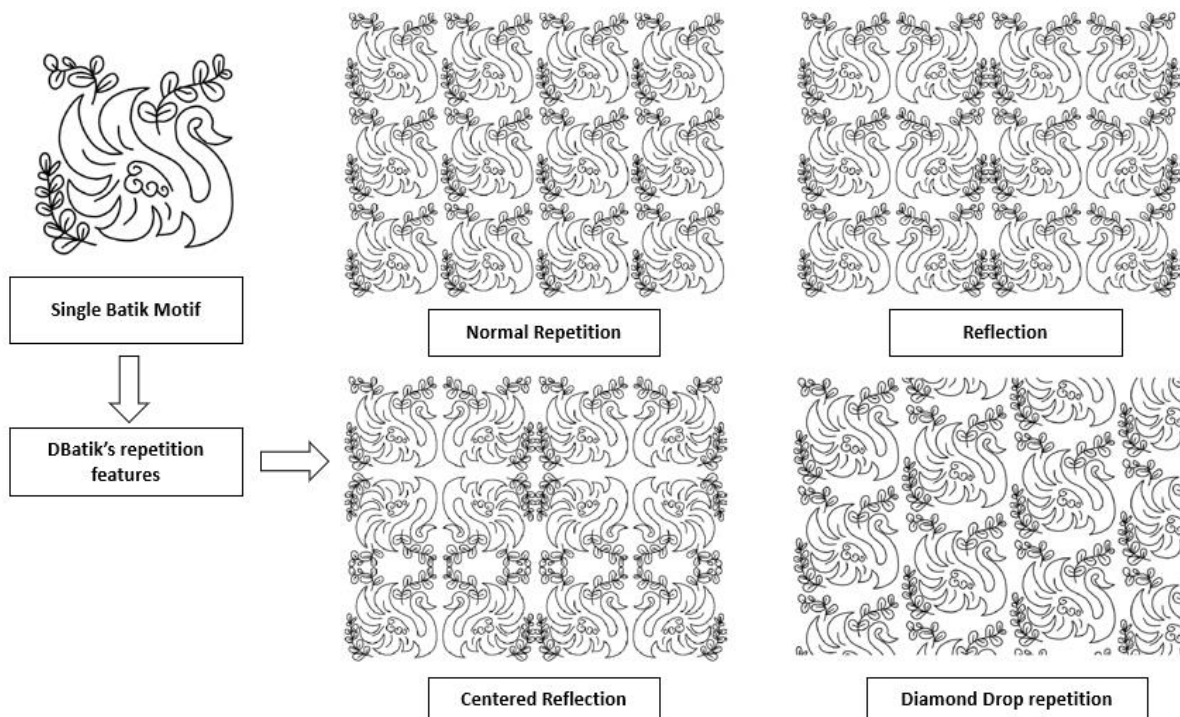 Single Batik Motif
DBatik’s repetition
features
Normal Repetition
Reflection
Centered Reflection
Diamond Drop repetition